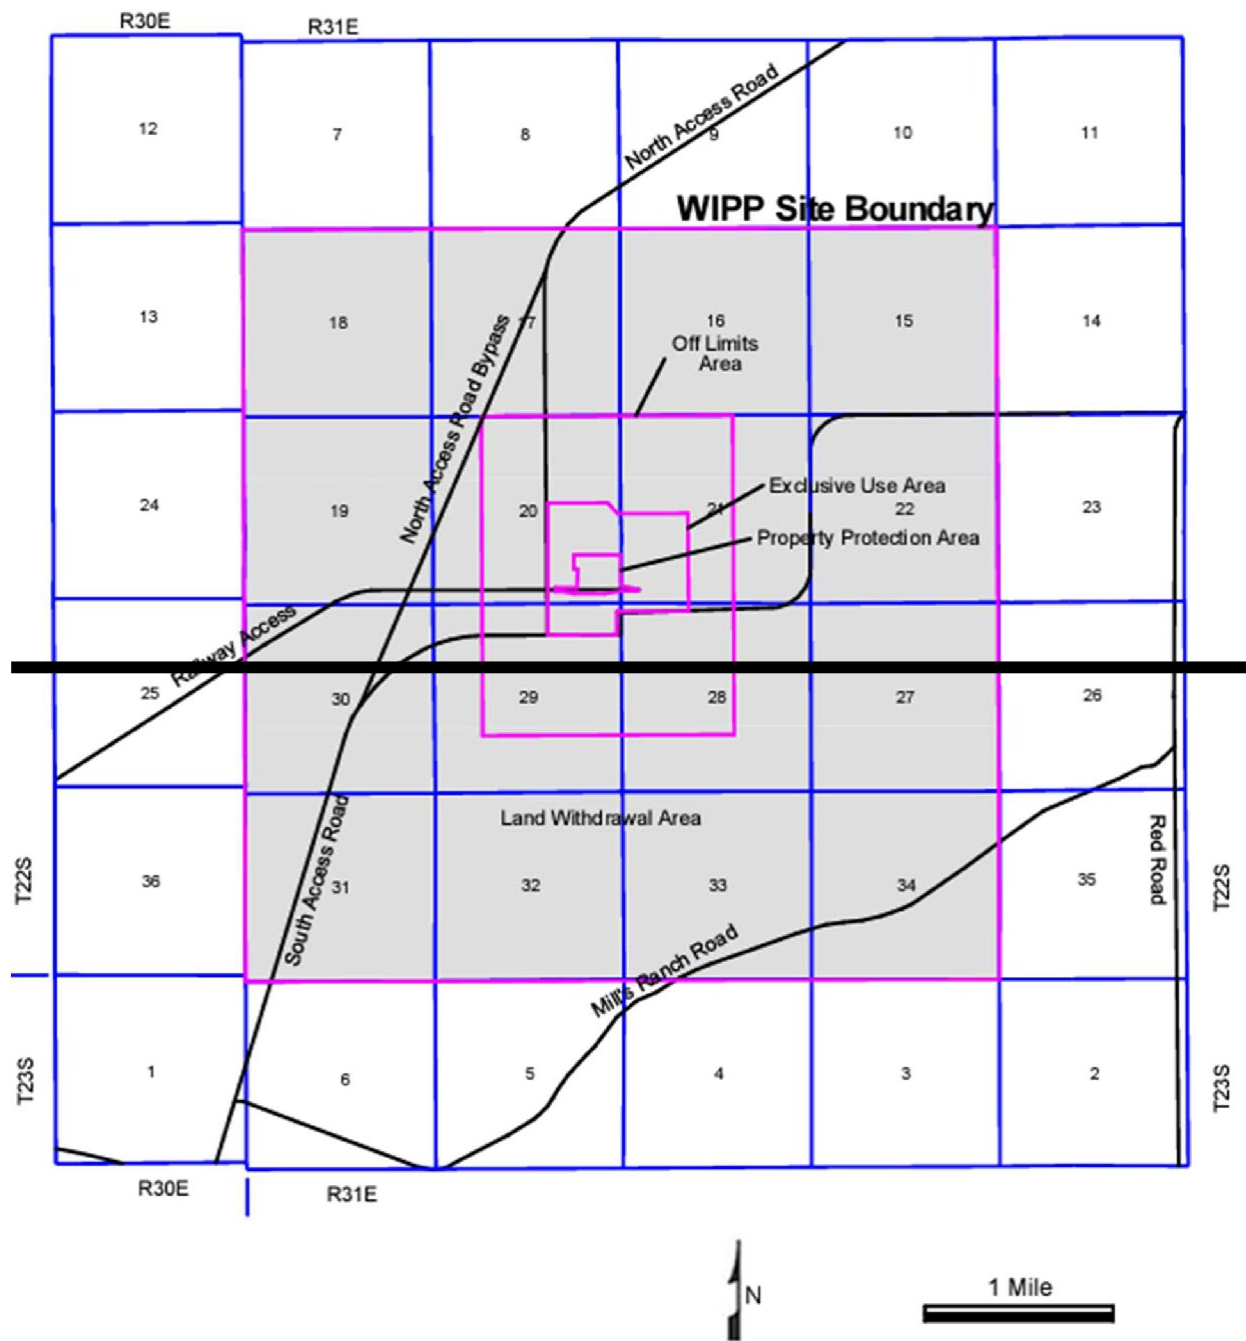 R30E
R31E
12
7
8
9
10
11
North Access Road
WIPP Site Boundary
13
18
17
16
15
14
Off Limits
Area
North Access Road Bypass
24
19
20
21
22
23
Exclusive Use Area
Property Protection Area
Railway Access
25
30
29
28
27
26
Land Withdrawal Area
South Access Road
Red Road
T22S
36
31
32
33
34
35
T22S
Mill's Ranch Road
T23S
1
6
5
4
3
2
T23S
R30E
R31E
N
1 Mile